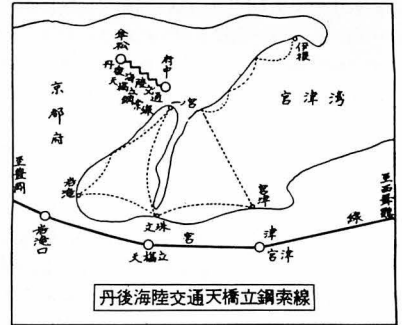 傘松
府中
丹後海陸交通
天橋立鋼索線
一宮
伊根
宮津湾
京都府
至豊岡
岩滝
文珠
宮津
至西舞鶴
岩滝口
天橋立
宮津線
宮津
丹後海陸交通天橋立鋼索線